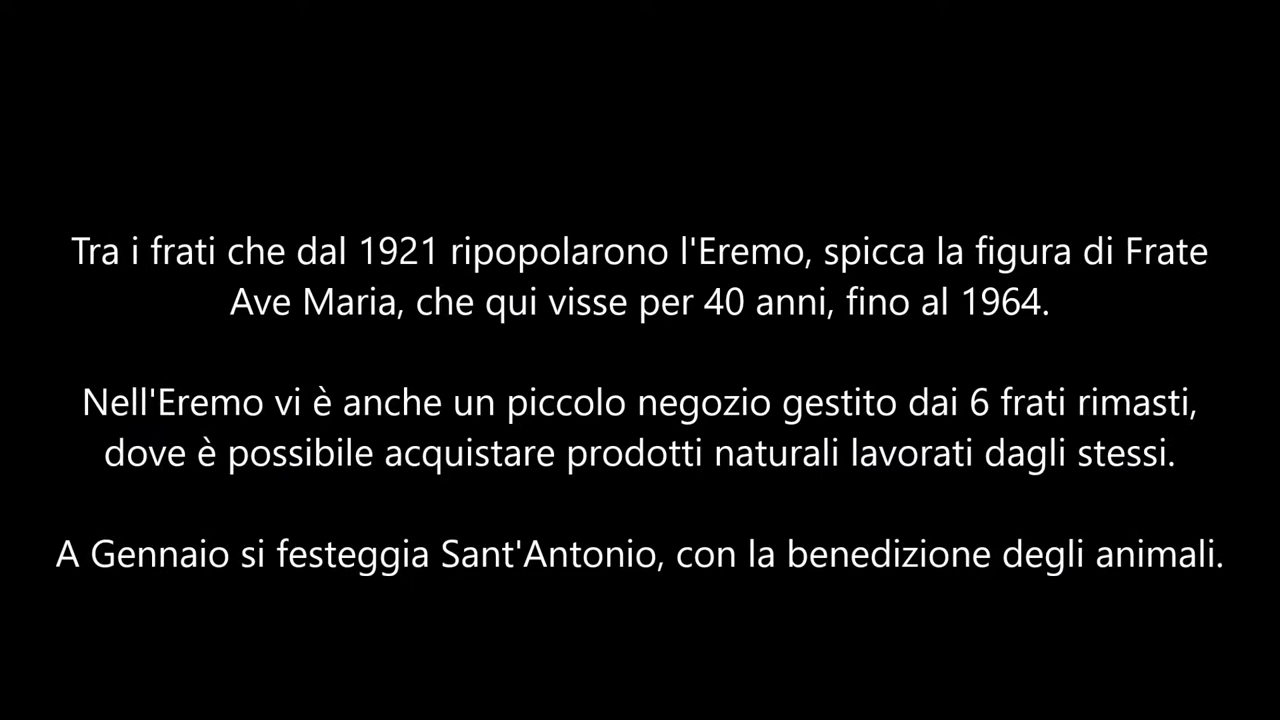 Tra i frati che dal 1921 ripopolarono l'Eremo, spicca la figura di Frate
Ave Maria, che qui visse per 40 anni, fino al 1964.
Nell'Eremo vi è anche un piccolo negozio gestito dai 6 frati rimasti,
dove è possibile acquistare prodotti naturali lavorati dagli stessi.
A Gennaio si festeggia Sant'Antonio, con la benedizione degli animali.